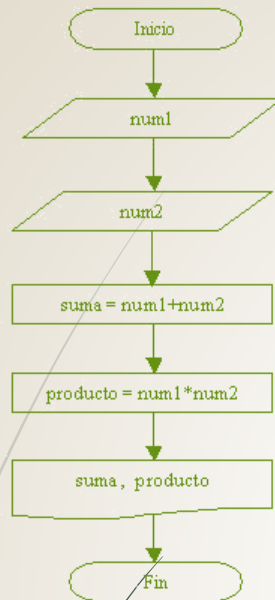 Inicio
num1
num2
suma = num1+num2
producto = num1*num2
suma , producto
Fin